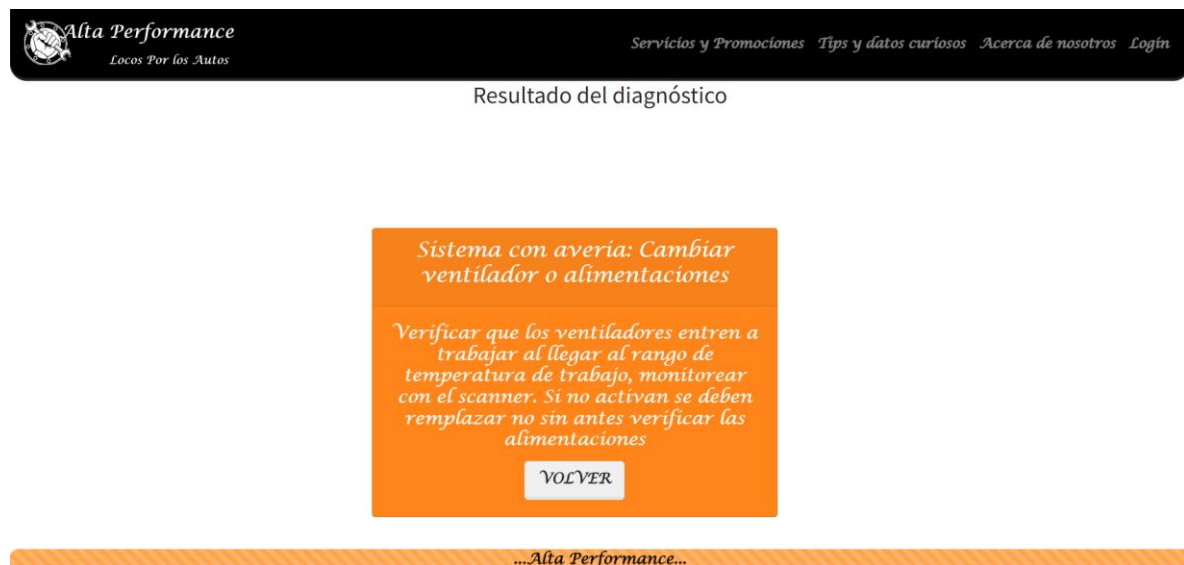 Alta Performance
Locos Por los Autos
Servicios y Promociones Tips y datos curiosos Acerca de nosotros Login
Resultado del diagnóstico
Sistema con avería: Cambiar
ventilador o alimentaciones
Verificar que los ventiladores entren a
trabajar al llegar al rango de
temperatura de trabajo, monitorear
con el scanner. Si no activan se deben
remplazar no sin antes verificar las
alimentaciones
VOLVER
...Alta Performance...